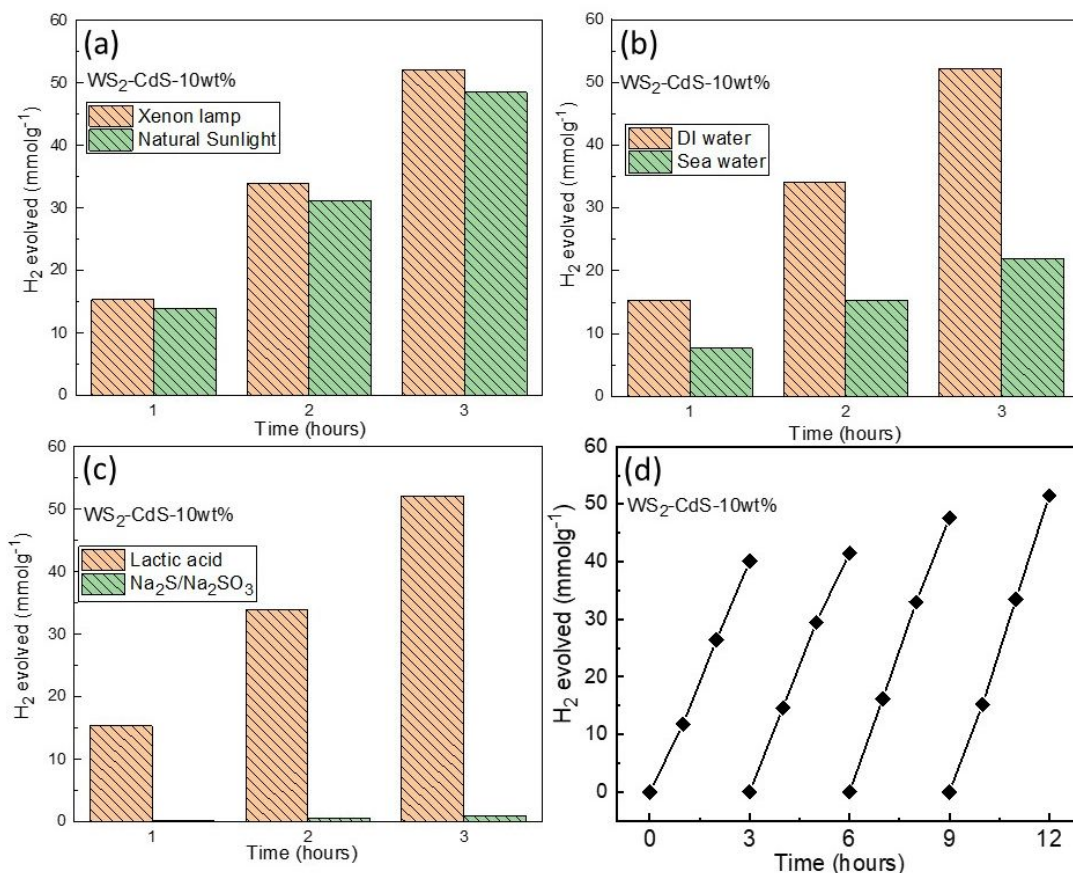 (a)
WS₂-CdS-10wt%
Xenon lamp
Natural Sunlight
H₂ evolved (mmolg⁻¹)
60
50
40
30
20
10
0
1 2 3
Time (hours)
(b)
WS₂-CdS-10wt%
DI water
Sea water
H₂ evolved (mmolg⁻¹)
60
50
40
30
20
10
0
1 2 3
Time (hours)
(c)
WS₂-CdS-10wt%
Lactic acid
Na₂S/Na₂SO₃
H₂ evolved (mmolg⁻¹)
60
50
40
30
20
10
0
1 2 3
Time (hours)
(d)
WS₂-CdS-10wt%
H₂ evolved (mmolg⁻¹)
60
50
40
30
20
10
0
0 3 6 9 12
Time (hours)